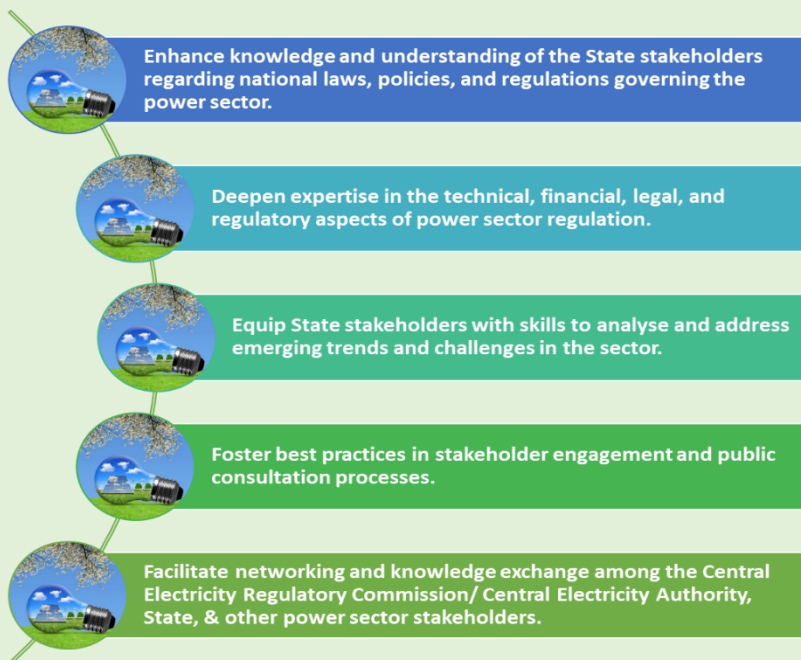 Enhance knowledge and understanding of the State stakeholders
regarding national laws, policies, and regulations governing the
power sector.
Deepen expertise in the technical, financial, legal, and
regulatory aspects of power sector regulation.
Equip State stakeholders with skills to analyse and address
emerging trends and challenges in the sector.
Foster best practices in stakeholder engagement and public
consultation processes.
Facilitate networking and knowledge exchange among the Central
Electricity Regulatory Commission/ Central Electricity Authority,
State, & other power sector stakeholders.